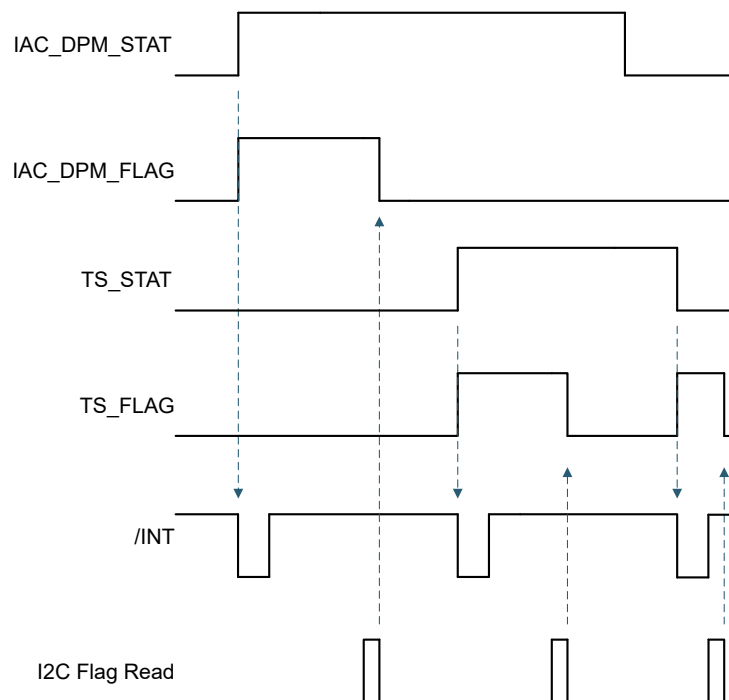 IAC_DPM_STAT
IAC_DPM_FLAG
TS_STAT
TS_FLAG
/INT
I2C Flag Read